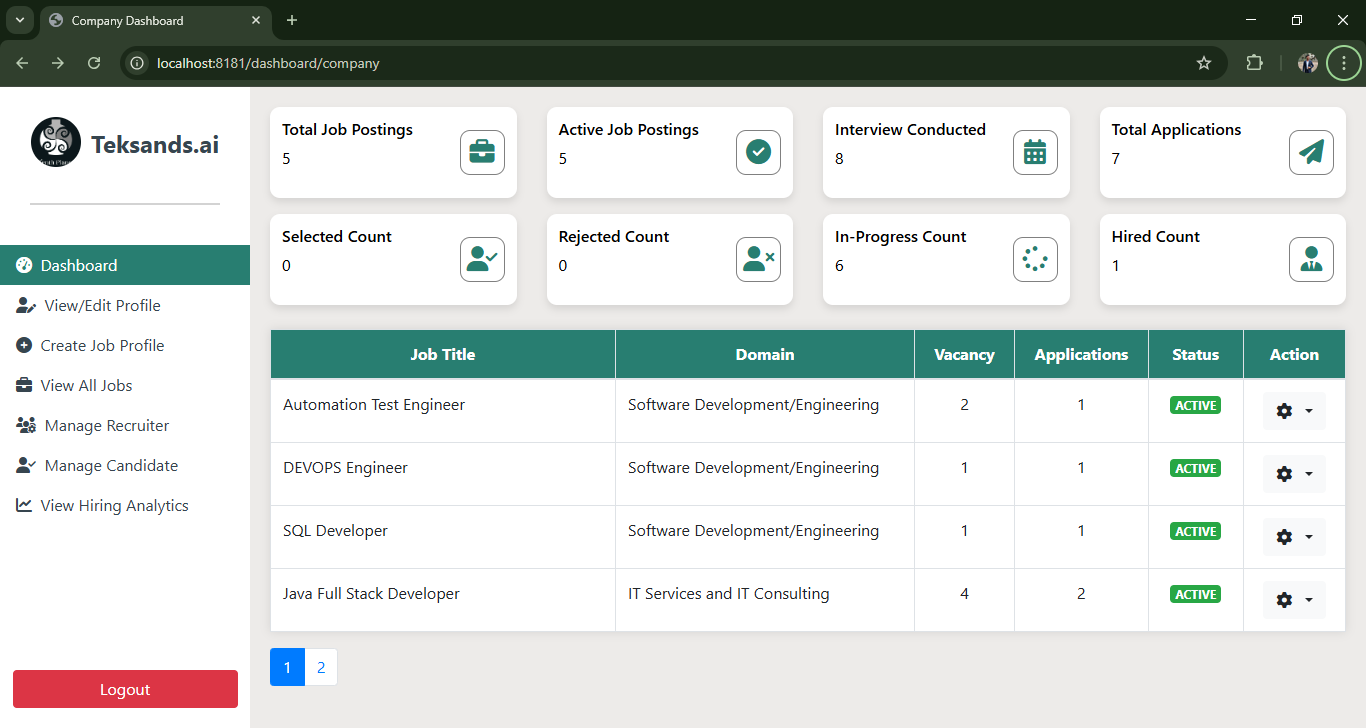 Company Dashboard
localhost:8181/dashboard/company
Teksands.ai
Dashboard
View/Edit Profile
Create Job Profile
View All Jobs
Manage Recruiter
Manage Candidate
View Hiring Analytics
Logout
Total Job Postings
5
Active Job Postings
5
Interview Conducted
8
Total Applications
7
Selected Count
0
Rejected Count
0
In-Progress Count
6
Hired Count
1
Job Title Domain Vacancy Applications Status Action
Automation Test Engineer Software Development/Engineering 2 1 ACTIVE
DEVOPS Engineer Software Development/Engineering 1 1 ACTIVE
SQL Developer Software Development/Engineering 1 1 ACTIVE
Java Full Stack Developer IT Services and IT Consulting 4 2 ACTIVE
1 2